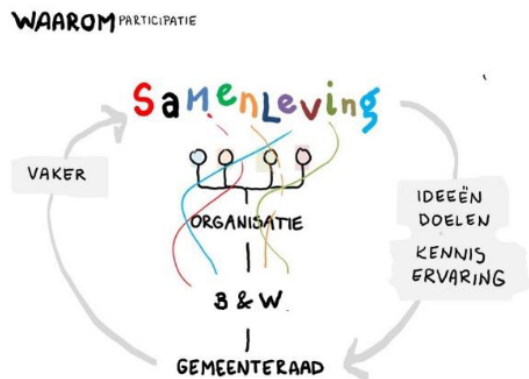 WAAROM PARTICIPATIE
SaMenLeving
VAKER
IDEEËN
DOELEN
KENNIS
ERVARING
ORGANISATIE
B & W
GEMEENTERAAD